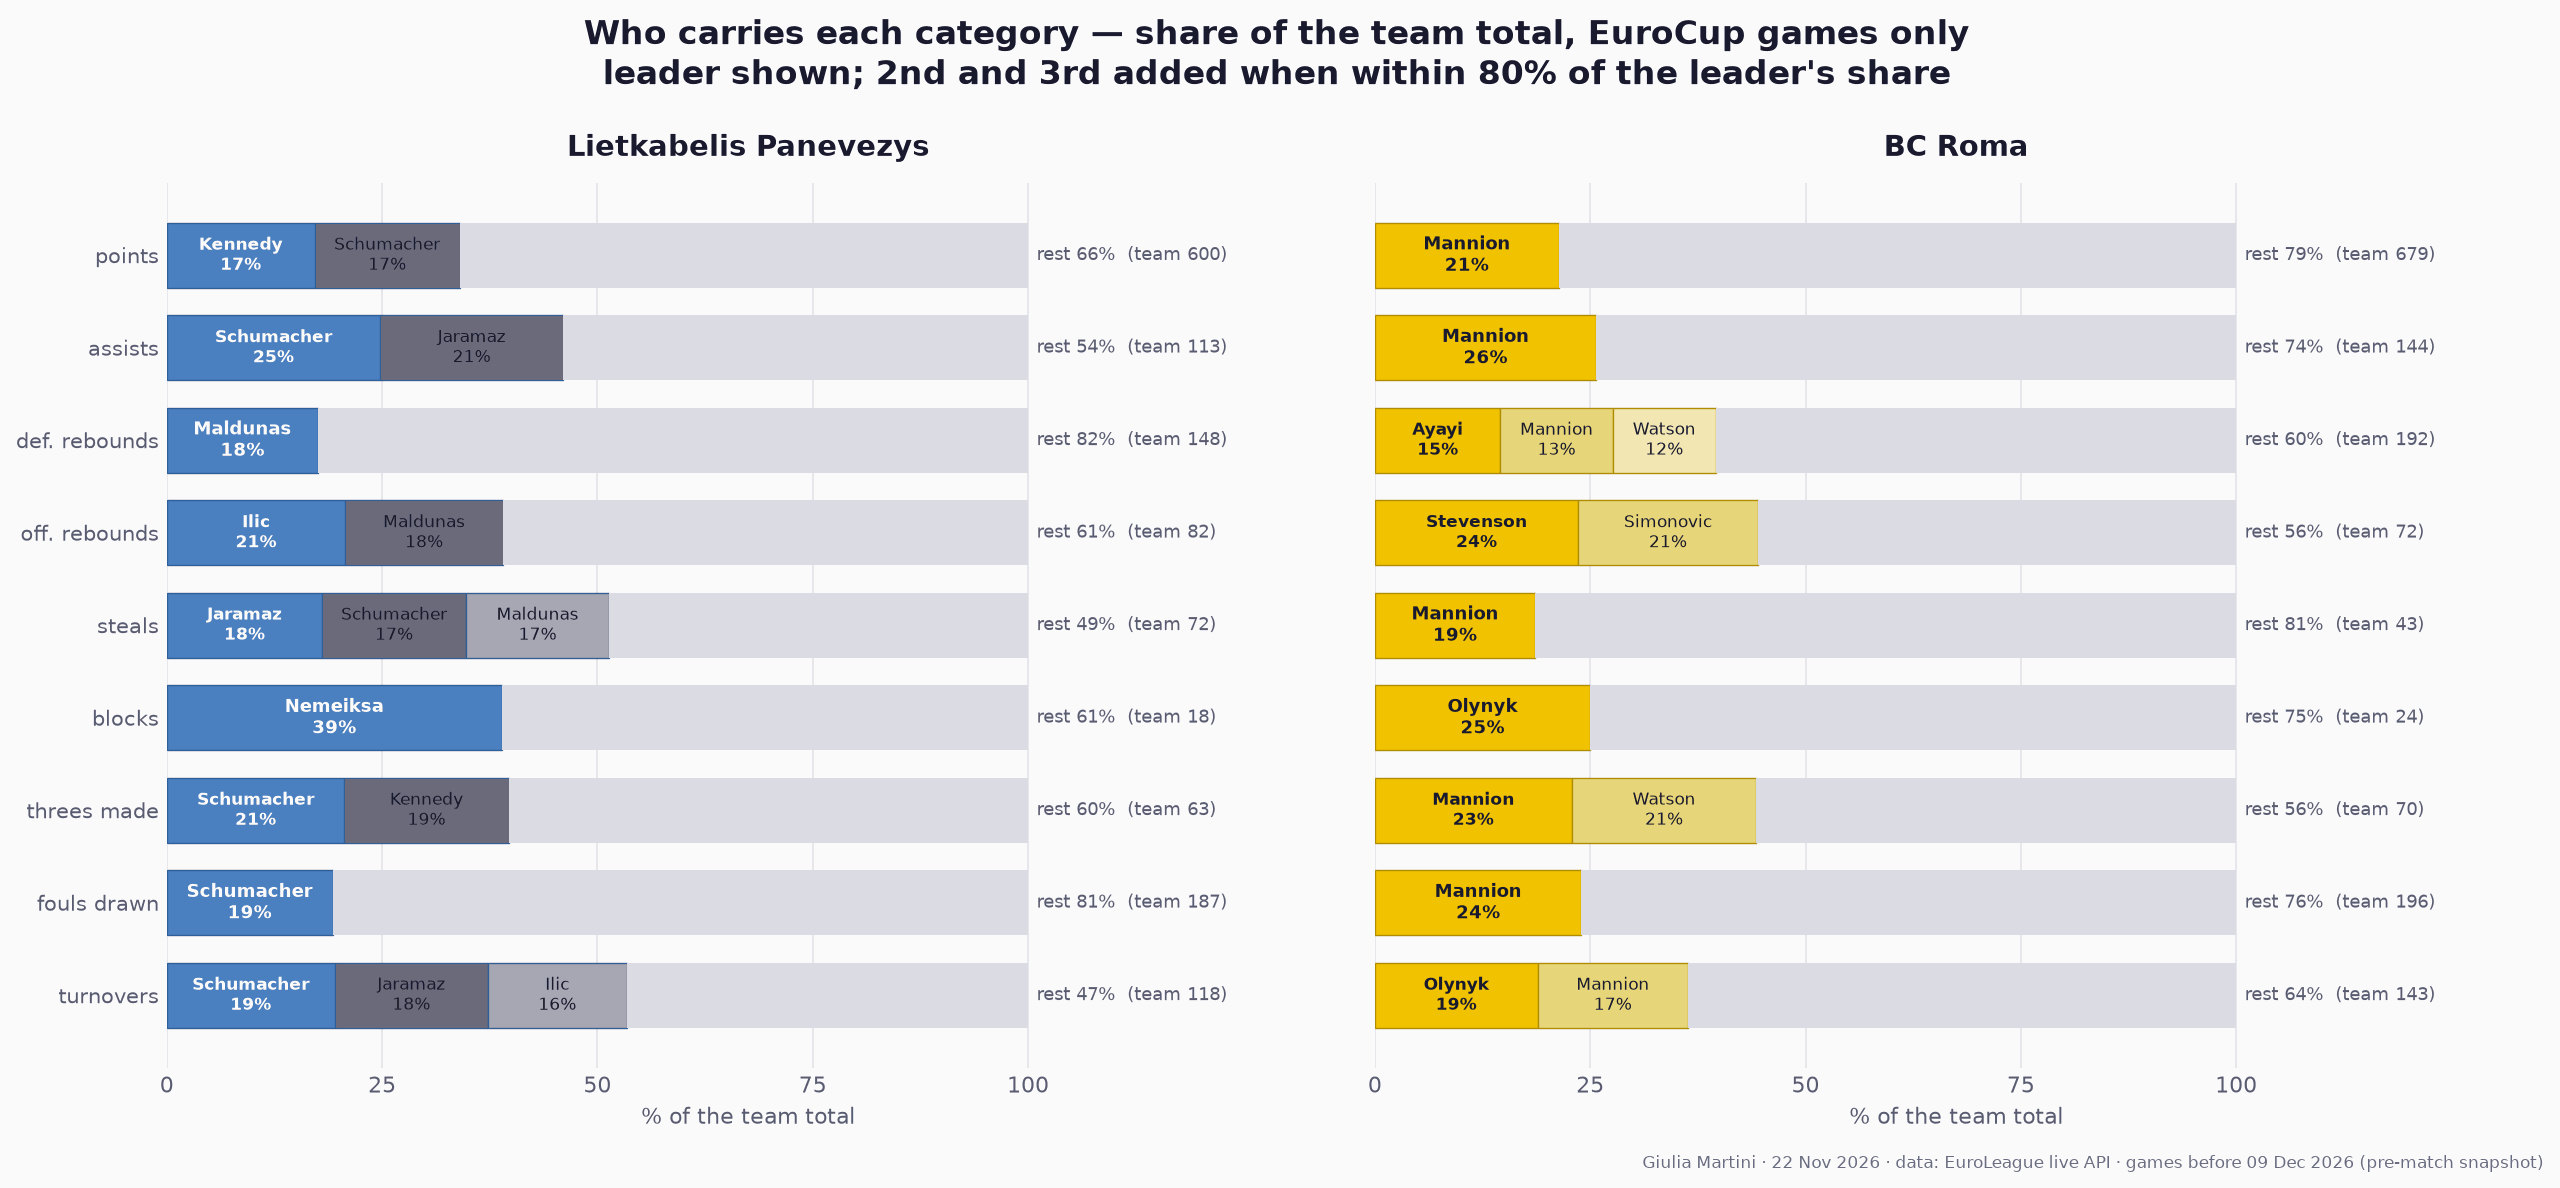 Who carries each category — share of the team total, EuroCup games only
leader shown; 2nd and 3rd added when within 80% of the leader's share
Lietkabelis Panevezys
points
Kennedy
17%
Schumacher
17%
rest 66% (team 600)
assists
Schumacher
25%
Jaramaz
21%
rest 54% (team 113)
def. rebounds
Maldunas
18%
rest 82% (team 148)
off. rebounds
Ilic
21%
Maldunas
18%
rest 61% (team 82)
steals
Jaramaz
18%
Schumacher
17%
Maldunas
17%
rest 49% (team 72)
blocks
Nemeiksa
39%
rest 61% (team 18)
threes made
Schumacher
21%
Kennedy
19%
rest 60% (team 63)
fouls drawn
Schumacher
19%
rest 81% (team 187)
turnovers
Schumacher
19%
Jaramaz
18%
Ilic
16%
rest 47% (team 118)
0 25 50 75 100
% of the team total
BC Roma
Mannion
21%
rest 79% (team 679)
Mannion
26%
rest 74% (team 144)
Ayayi
15%
Mannion
13%
Watson
12%
rest 60% (team 192)
Stevenson
24%
Simonovic
21%
rest 56% (team 72)
Mannion
19%
rest 81% (team 43)
Olynyk
25%
rest 75% (team 24)
Mannion
23%
Watson
21%
rest 56% (team 70)
Mannion
24%
rest 76% (team 196)
Olynyk
19%
Mannion
17%
rest 64% (team 143)
0 25 50 75 100
% of the team total
Giulia Martini · 22 Nov 2026 · data: EuroLeague live API · games before 09 Dec 2026 (pre-match snapshot)